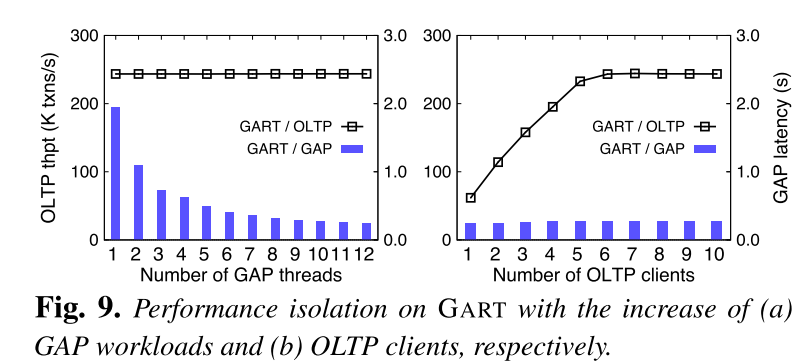 300
200
100
0
OLTP thpt (K txns/s)
3.0
2.0
1.0
0.0
GART / OLTP
GART / GAP
1 2 3 4 5 6 7 8 9 10 11 12
Number of GAP threads
300
200
100
0
3.0
2.0
1.0
0.0
GAP latency (s)
GART / OLTP
GART / GAP
1 2 3 4 5 6 7 8 9 10
Number of OLTP clients
Fig. 9. Performance isolation on GART with the increase of (a)
GAP workloads and (b) OLTP clients, respectively.